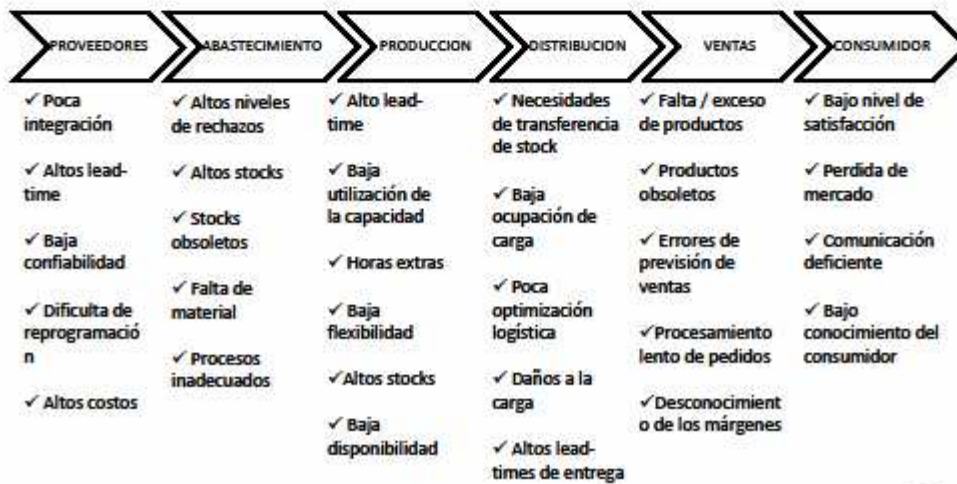 PROVEEDORES
ABASTECIMIENTO
PRODUCCION
DISTRIBUCION
VENTAS
CONSUMIDOR
✓ Poca
integración
✓ Altos lead-
time
✓ Baja
confiabilidad
✓ Dificulta de
reprogramació
n
✓ Altos costos
✓ Altos niveles
de rechazos
✓ Altos stocks
✓ Stocks
obsoletos
✓ Falta de
material
✓ Procesos
inadecuados
✓ Alto lead-
time
✓ Baja
utilización de
la capacidad
✓ Horas extras
✓ Baja
flexibilidad
✓Altos stocks
✓ Baja
disponibilidad
✓ Necesidades
de transferencia
de stock
✓ Baja
ocupación de
carga
✓ Poca
optimización
logística
✓ Daños a la
carga
✓ Altos lead-
times de entrega
✓ Falta / exceso
de productos
✓ Productos
obsoletos
✓ Errores de
previsión de
ventas
✓Procesamiento
lento de pedidos
✓Desconocimient
o de los márgenes
✓ Bajo nivel de
satisfacción
✓ Perdida de
mercado
✓ Comunicación
deficiente
✓ Bajo
conocimiento del
consumidor